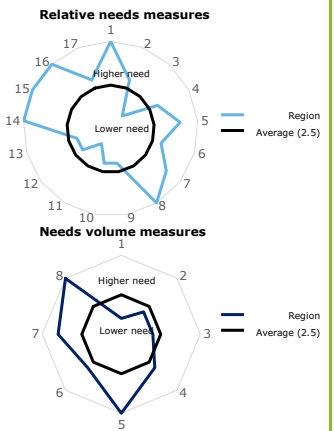 Relative needs measures
1
17 2
16 3
Higher need
15 4
14 Lower need 5
Region
Average (2.5)
13 6
12 7
11 8
10 9
Needs volume measures
1
8 Higher need 2
7 Lower need 3
Region
Average (2.5)
6 4
5